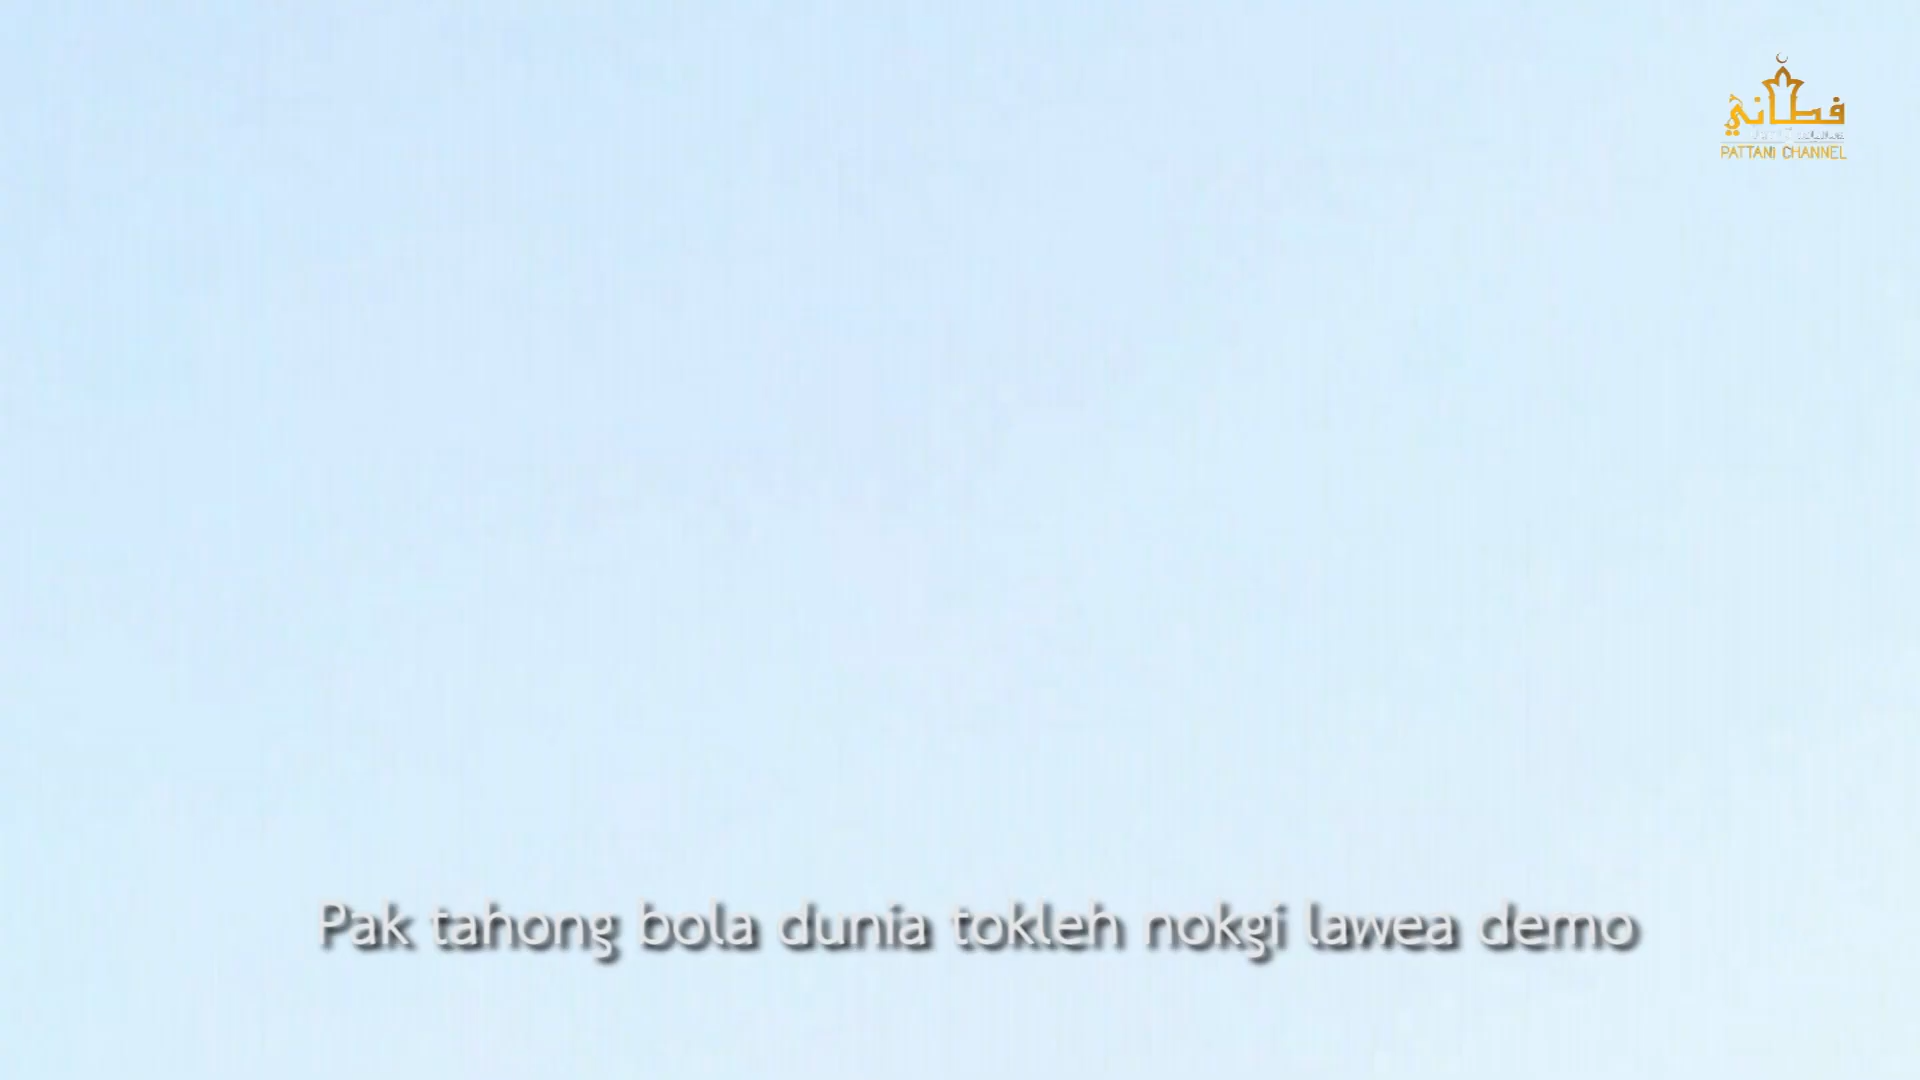 فطاني
PATTANI CHANNEL
Pak tahong bola dunia tokleh nokgi lawea demo